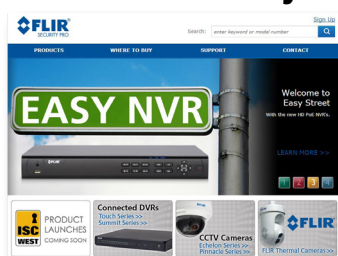 FLIR
SECURITY PRO
Sign Up
Search: enter keyword or model number
PRODUCTS WHERE TO BUY SUPPORT CONTACT
EASY NVR
Welcome to
Easy Street
With the new HD PoE NVR's.
LEARN MORE >>
FLIR
1 2 3 4
ISC
WEST
PRODUCT
LAUNCHES
COMING SOON
Connected DVRs
Touch Series >>
Summit Series >>
CCTV Cameras
Echelon Series >>
Pinnacle Series >>
FLIR
FLIR Thermal Cameras >>